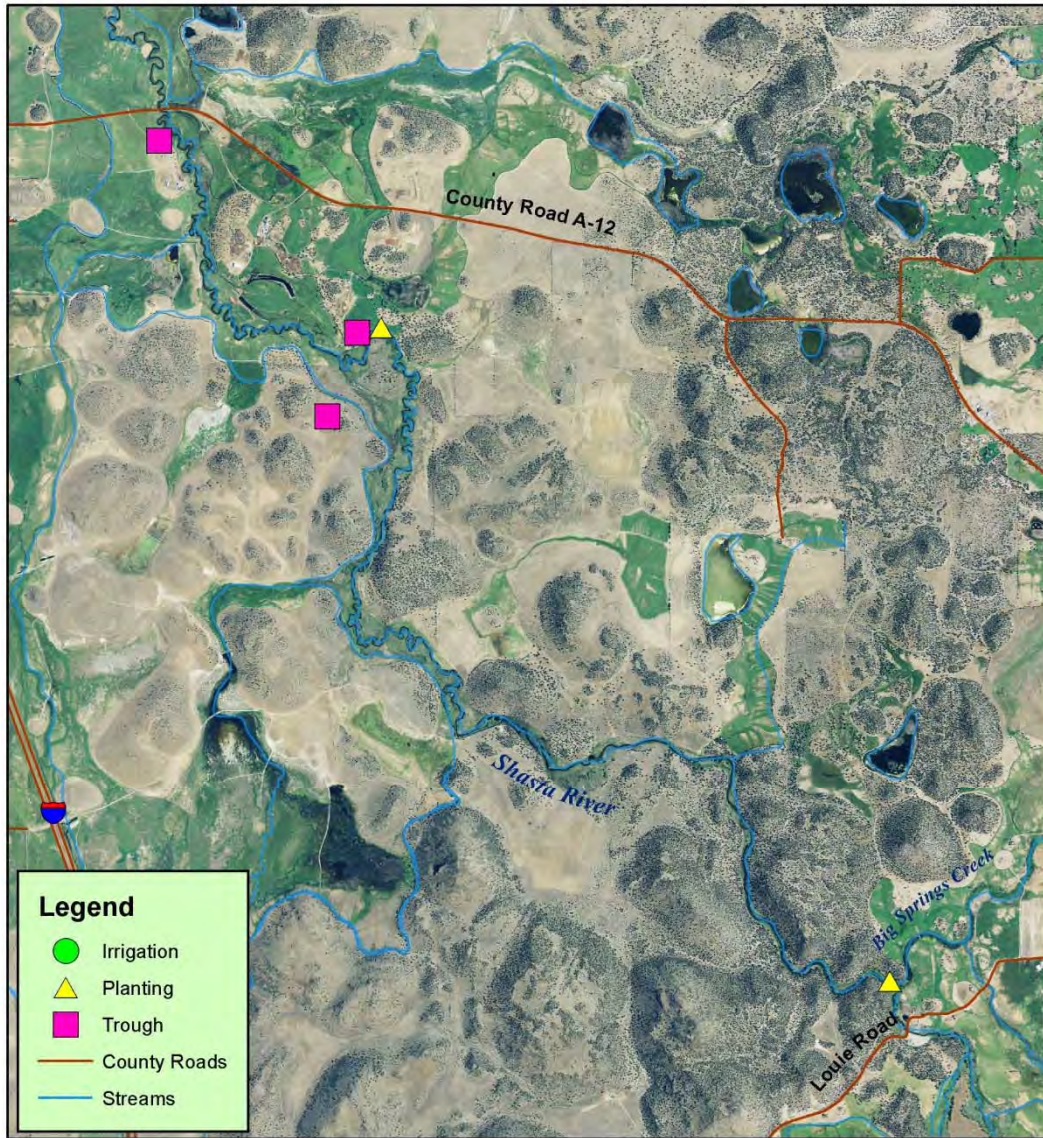 County Road A-12
Shasta River
Big Springs Creek
Louie Road
Legend
Irrigation
Planting
Trough
County Roads
Streams